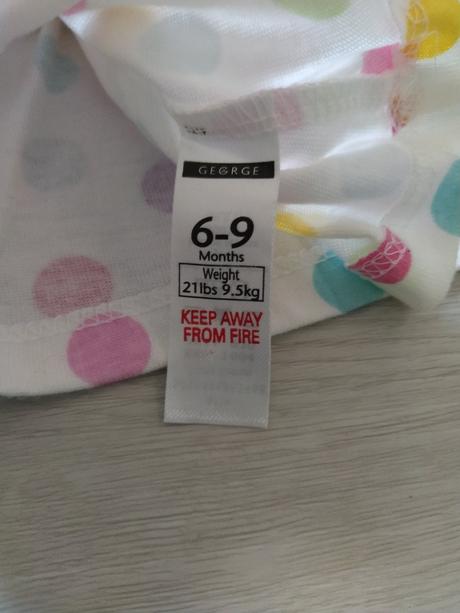 GEORGE
6-9
Months
Weight
21lbs 9.5kg
KEEP AWAY
FROM FIRE